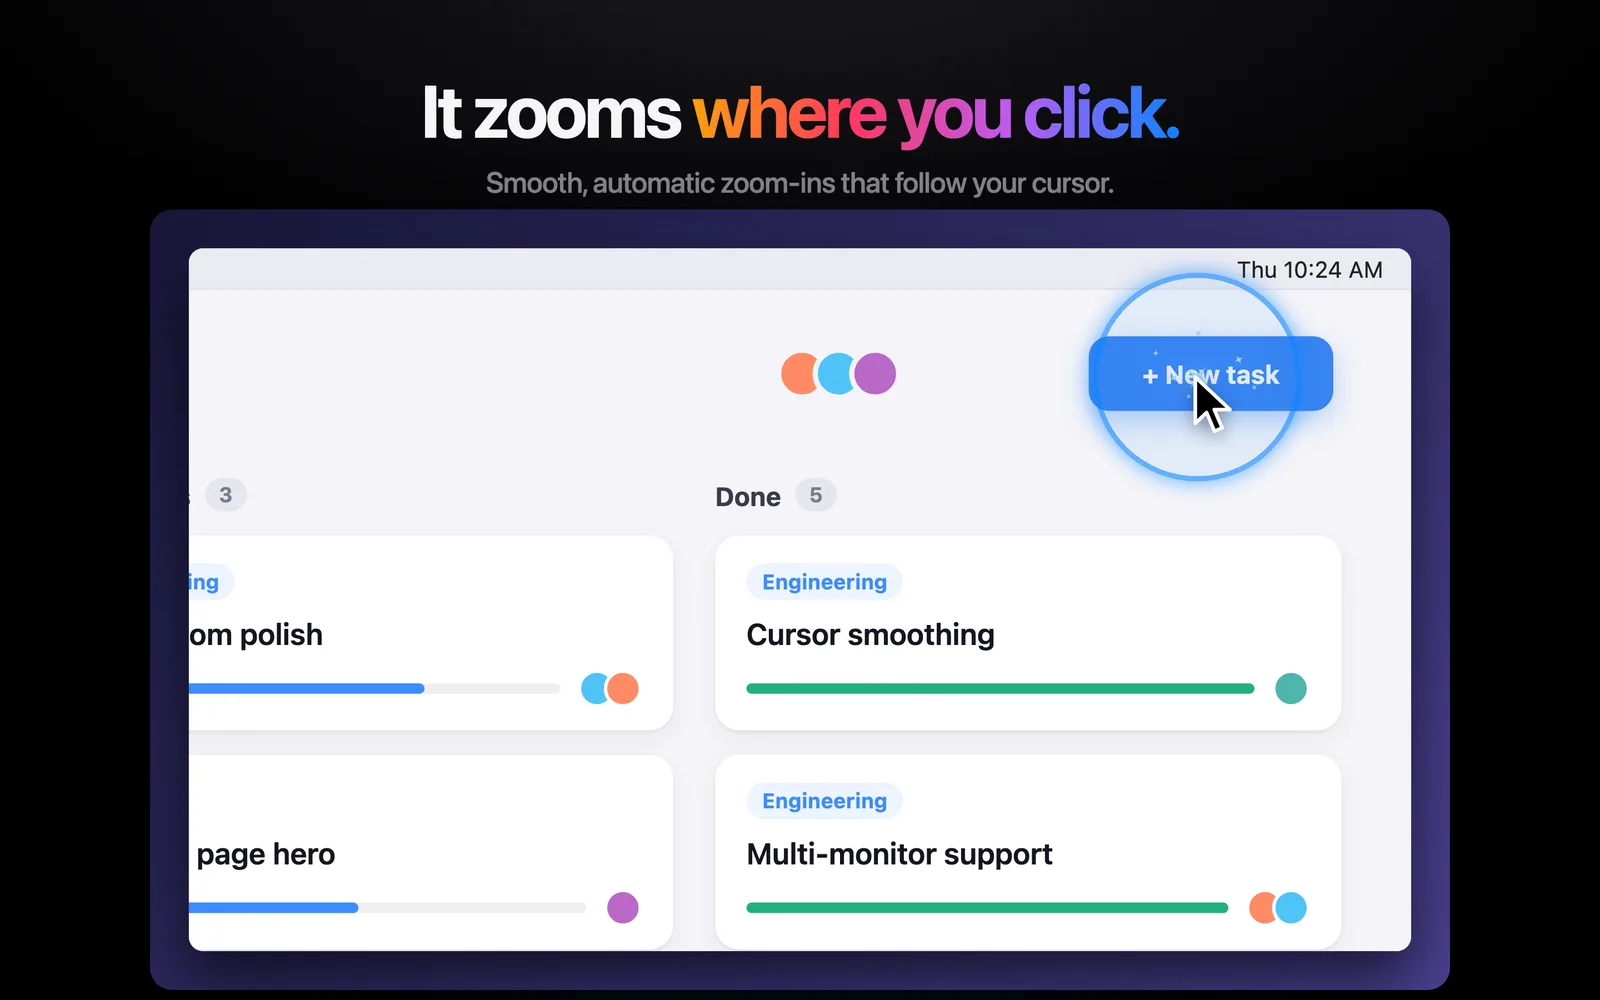 It zooms where you click.
Smooth, automatic zoom-ins that follow your cursor.
Thu 10:24 AM
+ New task
3
Done 5
ing
om polish
Engineering
Cursor smoothing
page hero
Engineering
Multi-monitor support